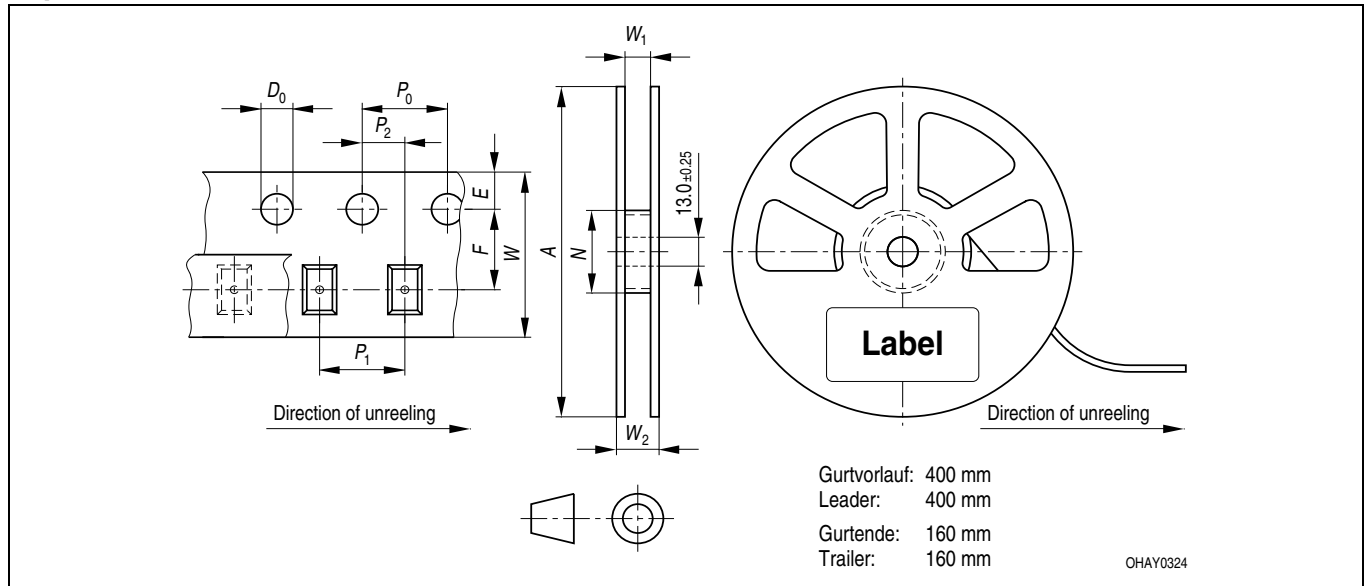 W₁
D₀
P₀
P₂
E
F
W
A
N
13.0 ±0.25
Label
P₁
Direction of unreeling
W₂
Direction of unreeling
Gurtvorlauf: 400 mm
Leader: 400 mm
Gurtende: 160 mm
Trailer: 160 mm
OHAY0324